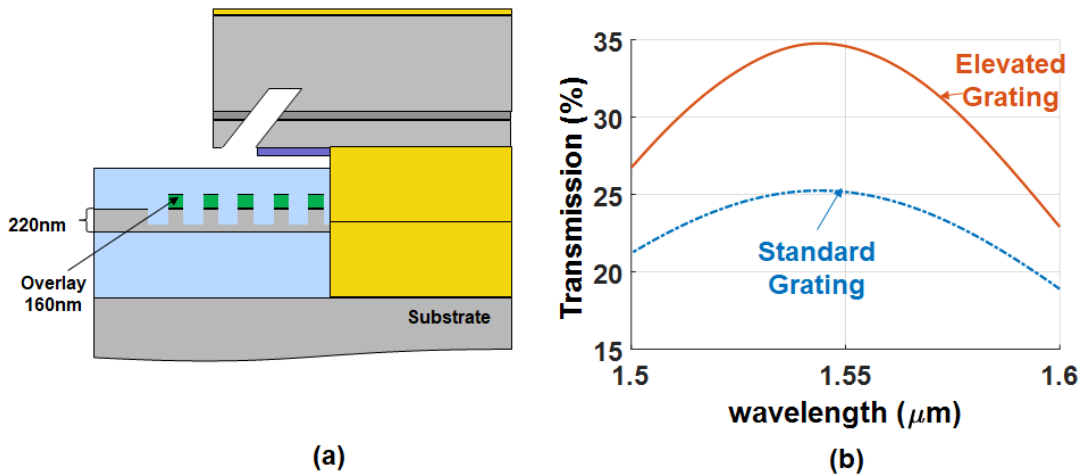 220nm
Overlay
160nm
Substrate
(a)
Transmission (%)
35
30
25
20
15
Elevated
Grating
Standard
Grating
1.5
1.55
1.6
wavelength (μm)
(b)